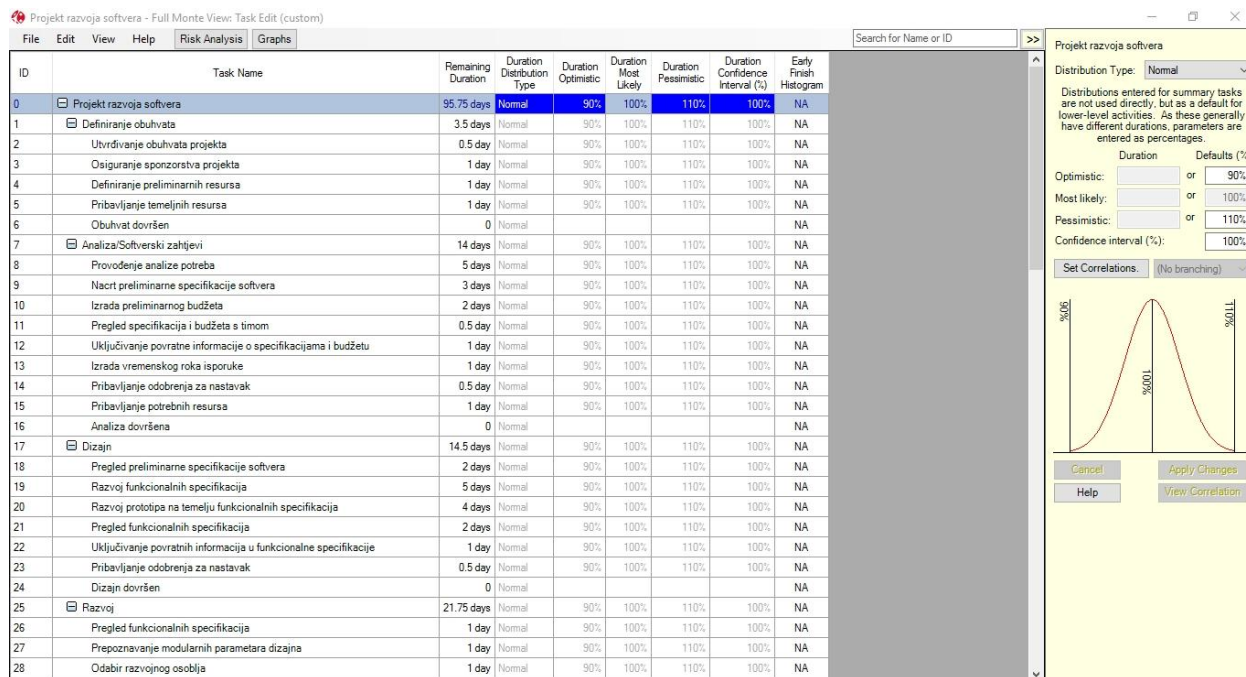 Projekt razvoja softvera - Full Monte View: Task Edit (custom)
File Edit View Help Risk Analysis Graphs Search for Name or ID >>
ID Task Name Remaining Duration Duration Distribution Type Duration Optimistic Duration Most Likely Duration Pessimistic Duration Confidence Interval (%) Early Finish Histogram
0 Projekt razvoja softvera 95.75 days Normal 90% 100% 110% 100% NA
1 Definiranje obuhvata 3.5 days Normal 90% 100% 110% 100% NA
2 Utvrđivanje obuhvata projekta 0.5 day Normal 90% 100% 110% 100% NA
3 Osiguranje sponzorstva projekta 1 day Normal 90% 100% 110% 100% NA
4 Definiranje preliminarnih resursa 1 day Normal 90% 100% 110% 100% NA
5 Pribavljanje temeljnih resursa 1 day Normal 90% 100% 110% 100% NA
6 Obuhvat dovršen 0 Normal NA
7 Analiza/Softverski zahtjevi 14 days Normal 90% 100% 110% 100% NA
8 Provođenje analize potreba 5 days Normal 90% 100% 110% 100% NA
9 Nacrt preliminarne specifikacije softvera 3 days Normal 90% 100% 110% 100% NA
10 Izrada preliminarnog budžeta 2 days Normal 90% 100% 110% 100% NA
11 Pregled specifikacija i budžeta s timom 0.5 day Normal 90% 100% 110% 100% NA
12 Uključivanje povratne informacije o specifikacijama i budžetu 1 day Normal 90% 100% 110% 100% NA
13 Izrada vremenskog roka isporuke 1 day Normal 90% 100% 110% 100% NA
14 Pribavljanje odobrenja za nastavak 0.5 day Normal 90% 100% 110% 100% NA
15 Pribavljanje potrebnih resursa 1 day Normal 90% 100% 110% 100% NA
16 Analiza dovršena 0 Normal NA
17 Dizajn 14.5 days Normal 90% 100% 110% 100% NA
18 Pregled preliminarne specifikacije softvera 2 days Normal 90% 100% 110% 100% NA
19 Razvoj funkcionalnih specifikacija 5 days Normal 90% 100% 110% 100% NA
20 Razvoj prototipa na temelju funkcionalnih specifikacija 4 days Normal 90% 100% 110% 100% NA
21 Pregled funkcionalnih specifikacija 2 days Normal 90% 100% 110% 100% NA
22 Uključivanje povratnih informacija u funkcionalne specifikacije 1 day Normal 90% 100% 110% 100% NA
23 Pribavljanje odobrenja za nastavak 0.5 day Normal 90% 100% 110% 100% NA
24 Dizajn dovršen 0 Normal NA
25 Razvoj 21.75 days Normal 90% 100% 110% 100% NA
26 Pregled funkcionalnih specifikacija 1 day Normal 90% 100% 110% 100% NA
27 Prepoznavanje modularnih parametara dizajna 1 day Normal 90% 100% 110% 100% NA
28 Odabir razvojnog osoblja 1 day Normal 90% 100% 110% 100% NA
Projekt razvoja softvera
Distribution Type: Normal
Distributions entered for summary tasks
are not used directly, but as a default for
lower-level activities. As these generally
have different durations, parameters are
entered as percentages.
Duration Defaults (%
Optimistic: or 90%
Most likely: or 100%
Pessimistic: or 110%
Confidence interval (%): 100%
Set Correlations. (No branching)
90% 100% 110%
Cancel Apply Changes
Help View Correlation